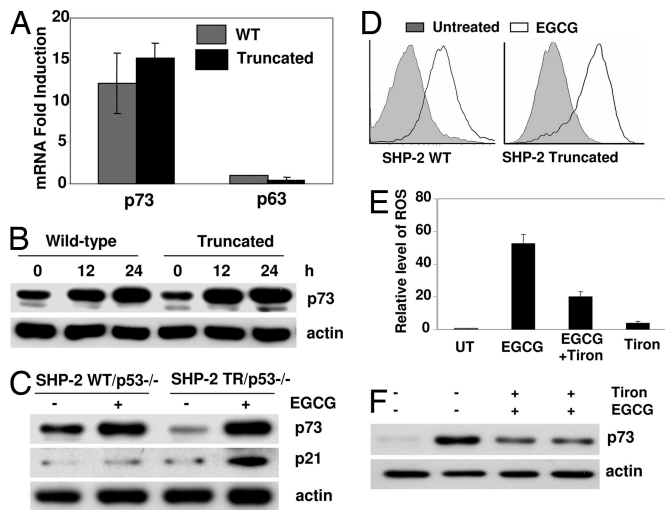 A
20
15
10
5
0
mRNA Fold Induction
WT
Truncated
p73 p63
B
Wild-type Truncated
0 12 24 0 12 24 h
p73
actin
C
SHP-2 WT/p53-/- SHP-2 TR/p53-/-
- + - + EGCG
p73
p21
actin
D
Untreated EGCG
SHP-2 WT SHP-2 Truncated
E
80
60
40
20
0
Relative level of ROS
UT EGCG EGCG +Tiron Tiron
F
- - + + Tiron
- - + + EGCG
p73
actin